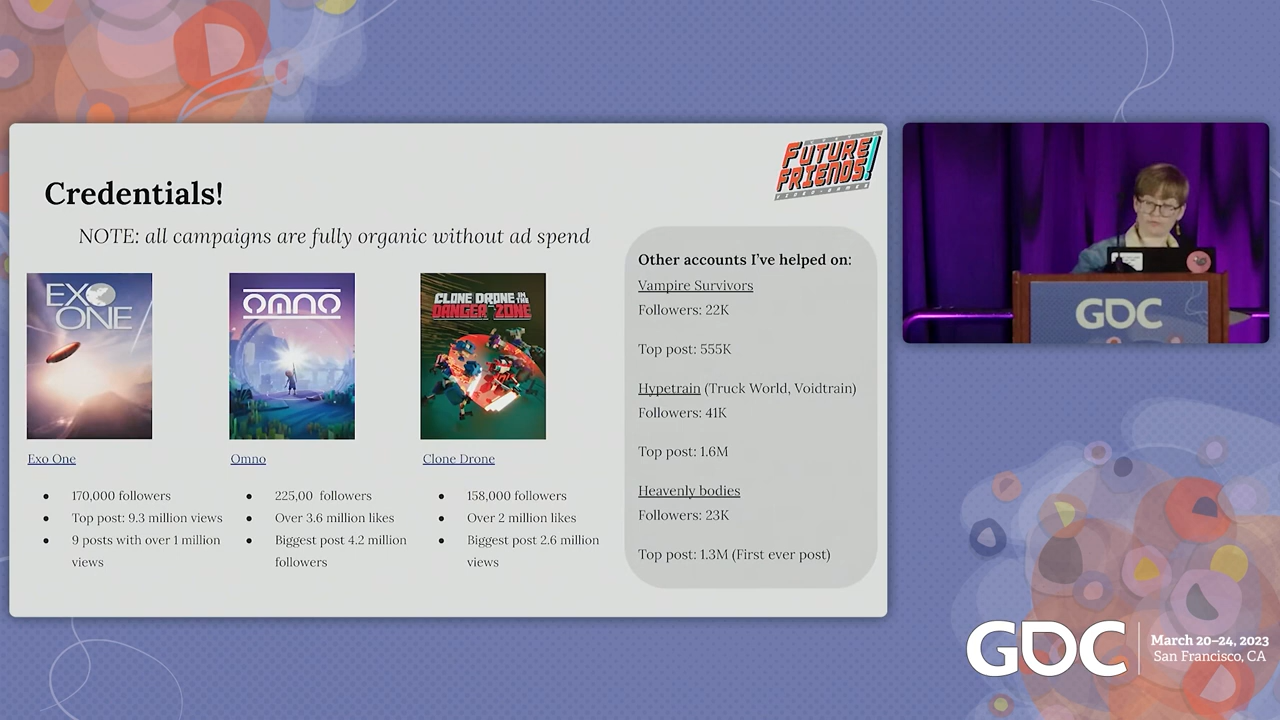 FUTURE
FRIENDS!
Credentials!
NOTE: all campaigns are fully organic without ad spend
EXO
ONE
OMNO
CLONE DRONE IN THE
DANGER ZONE
Exo One
170,000 followers
Top post: 9.3 million views
9 posts with over 1 million
views
Omno
225,00 followers
Over 3.6 million likes
Biggest post 4.2 million
followers
Clone Drone
158,000 followers
Over 2 million likes
Biggest post 2.6 million
views
Other accounts I've helped on:
Vampire Survivors
Followers: 22K
Top post: 555K
Hypetrain (Truck World, Voidtrain)
Followers: 41K
Top post: 1.6M
Heavenly bodies
Followers: 23K
Top post: 1.3M (First ever post)
GDC
GDC
March 20–24, 2023
San Francisco, CA